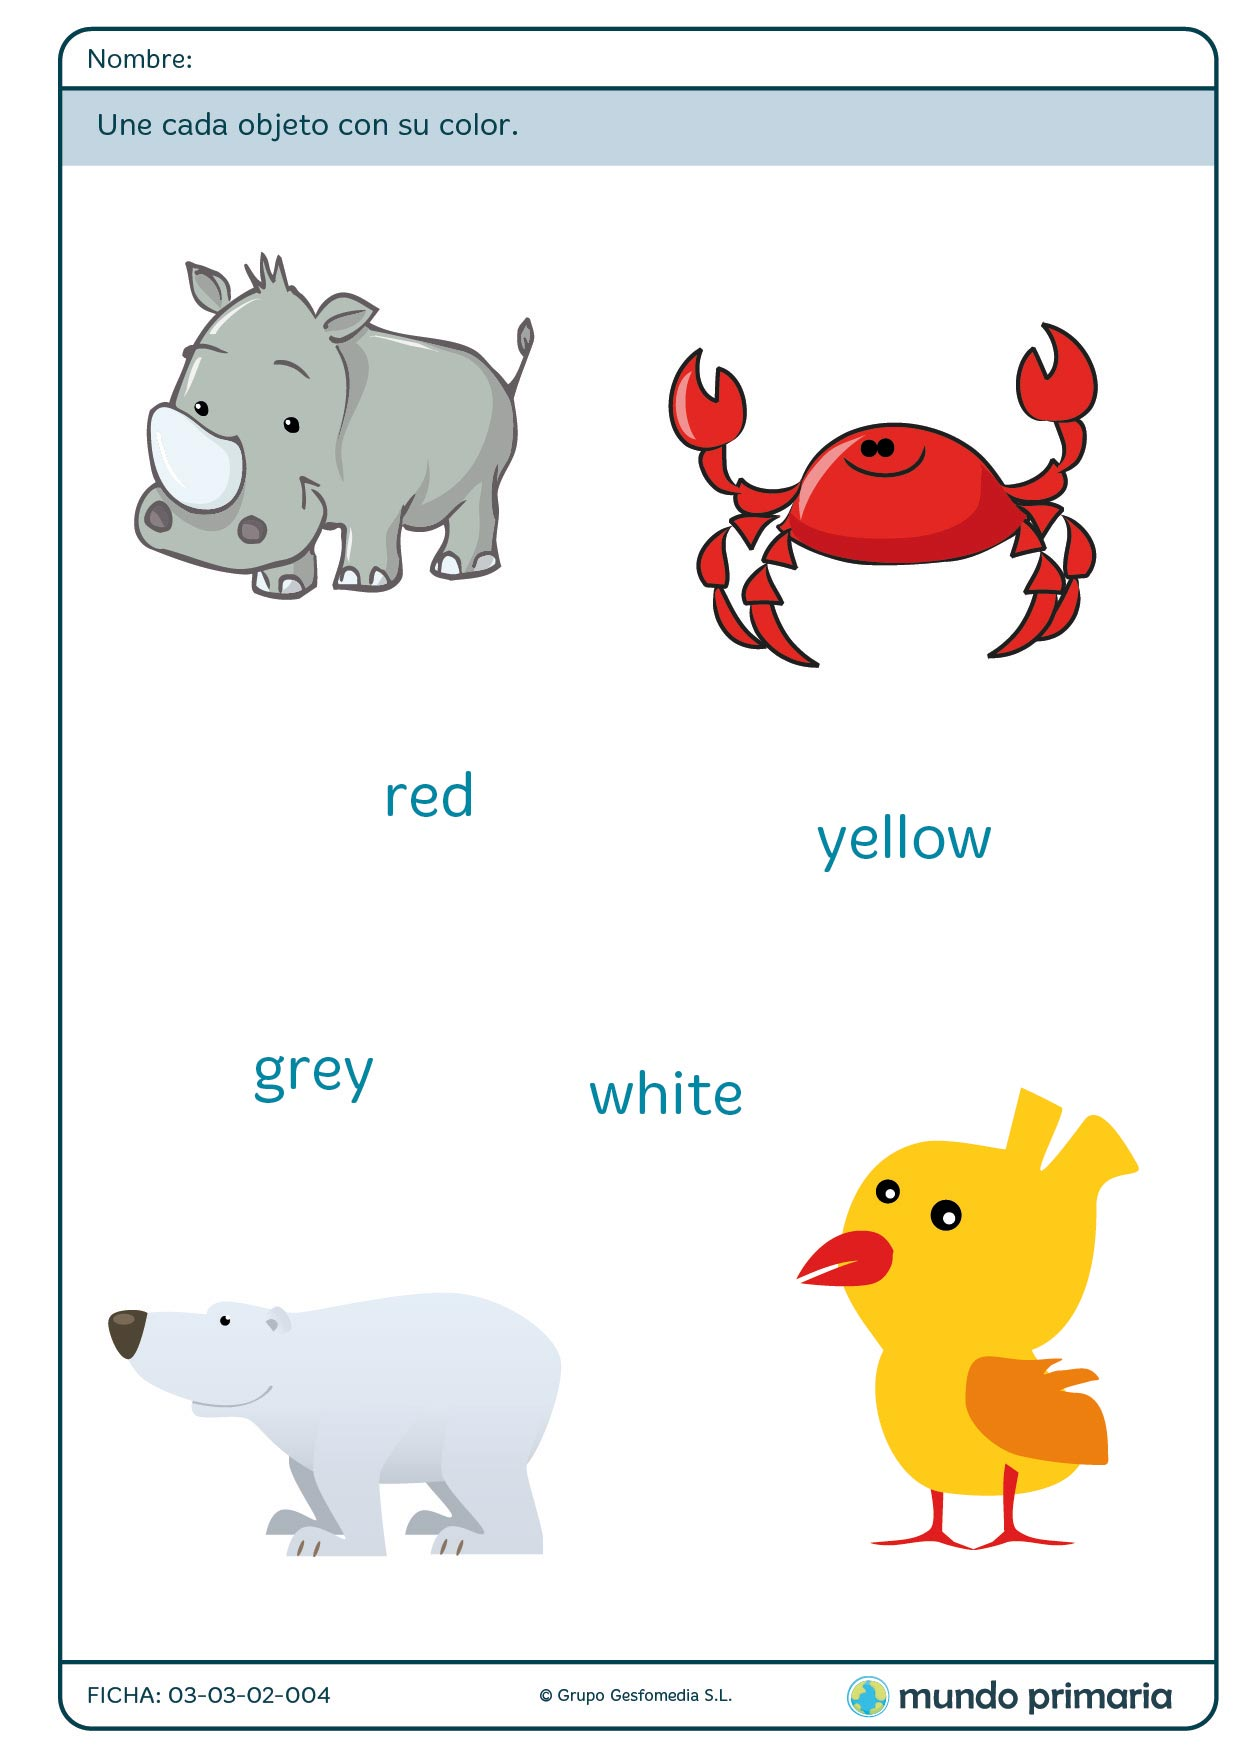 Nombre:
Une cada objeto con su color.
red
yellow
grey
white
FICHA: 03-03-02-004
© Grupo Gesfomedia S.L.
mundo primaria